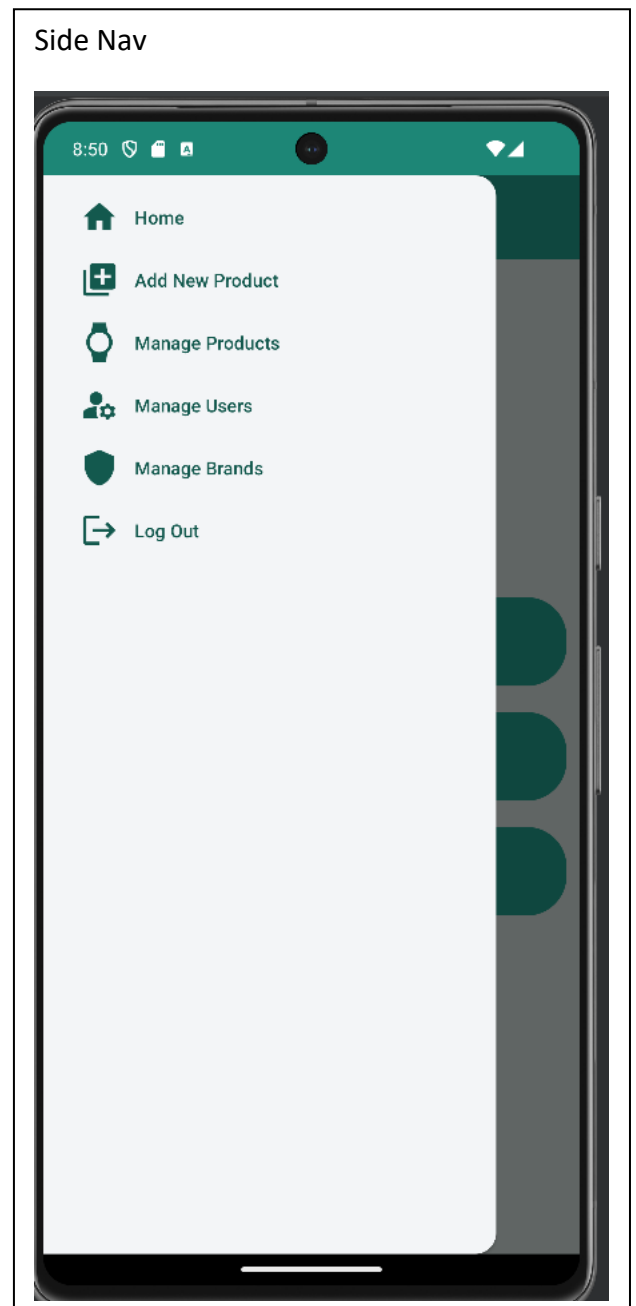 Side Nav
8:50
Home
Add New Product
Manage Products
Manage Users
Manage Brands
Log Out